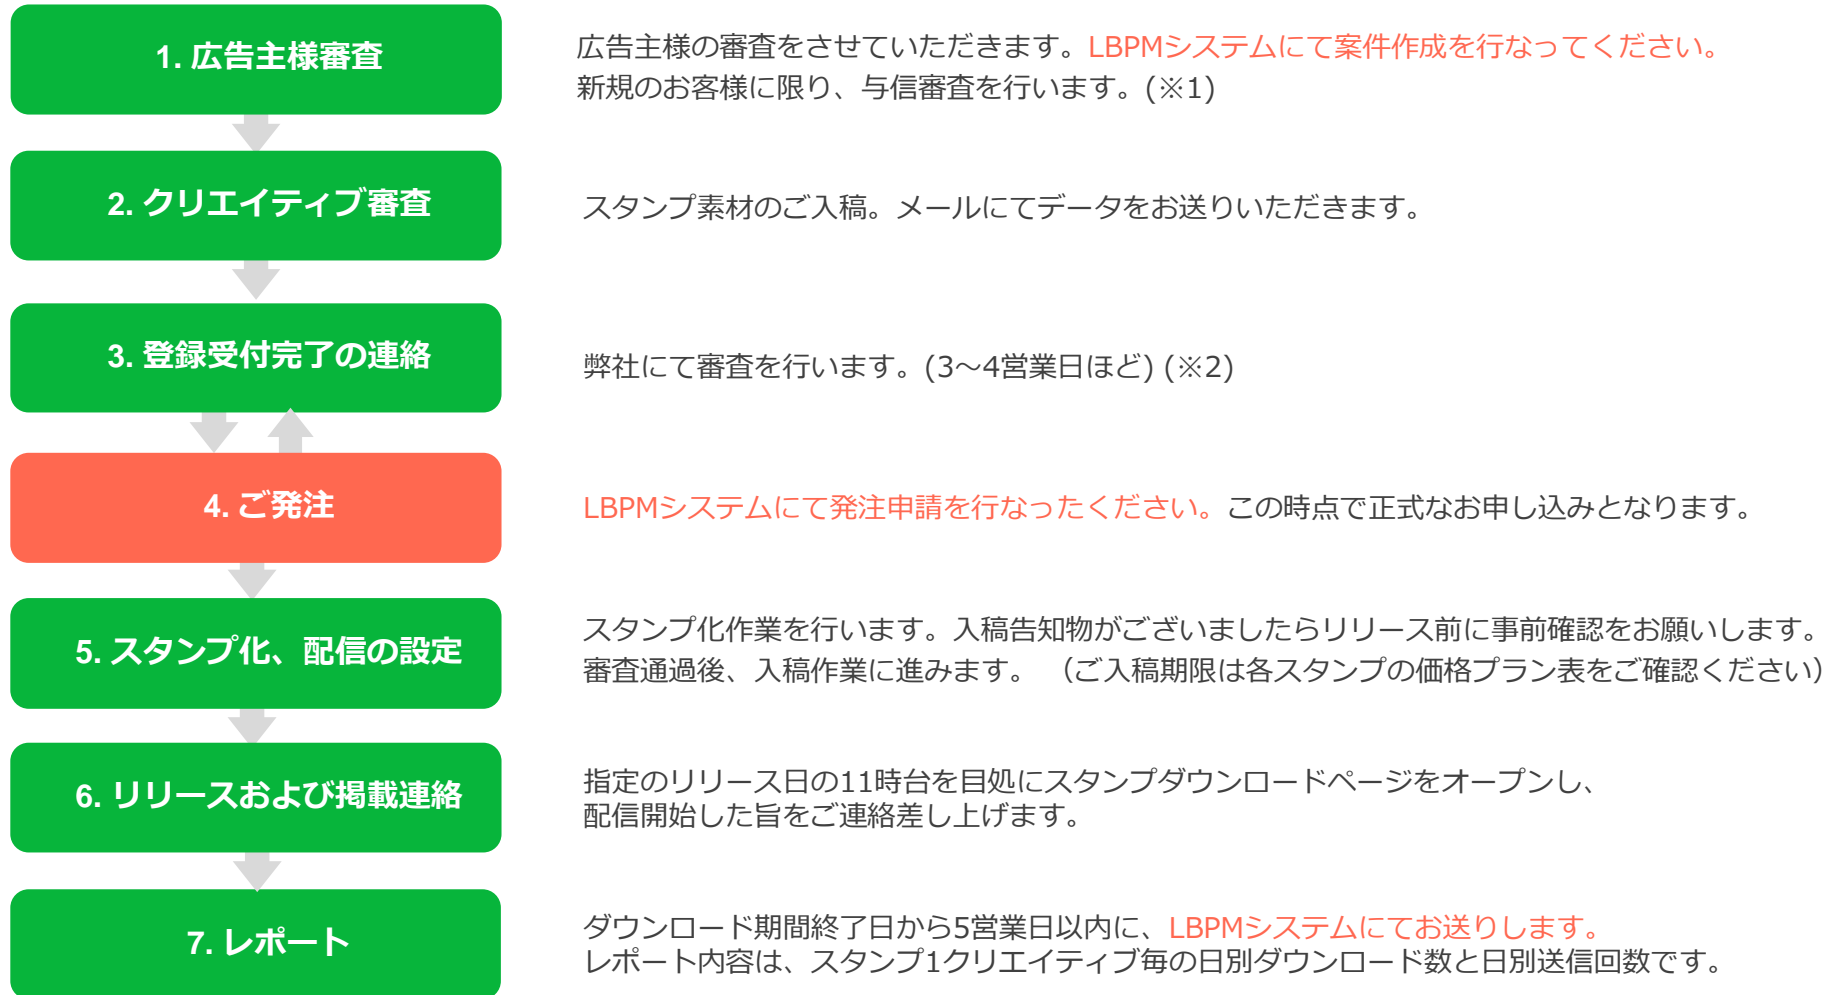 1. 広告主様審査
広告主様の審査をさせていただきます。LBPMシステムにて案件作成を行なってください。
新規のお客様に限り、与信審査を行います。(※1)
2. クリエイティブ審査
スタンプ素材のご入稿。メールにてデータをお送りいただきます。
3. 登録受付完了の連絡
弊社にて審査を行います。(3～4営業日ほど) (※2)
4. ご発注
LBPMシステムにて発注申請を行なったください。この時点で正式なお申し込みとなります。
5. スタンプ化、配信の設定
スタンプ化作業を行います。入稿告知物がございましたらリリース前に事前確認をお願いします。
審査通過後、入稿作業に進みます。 （ご入稿期限は各スタンプの価格プラン表をご確認ください）
6. リリースおよび掲載連絡
指定のリリース日の11時台を目処にスタンプダウンロードページをオープンし、
配信開始した旨をご連絡差し上げます。
7. レポート
ダウンロード期間終了日から5営業日以内に、LBPMシステムにてお送りします。
レポート内容は、スタンプ1クリエイティブ毎の日別ダウンロード数と日別送信回数です。